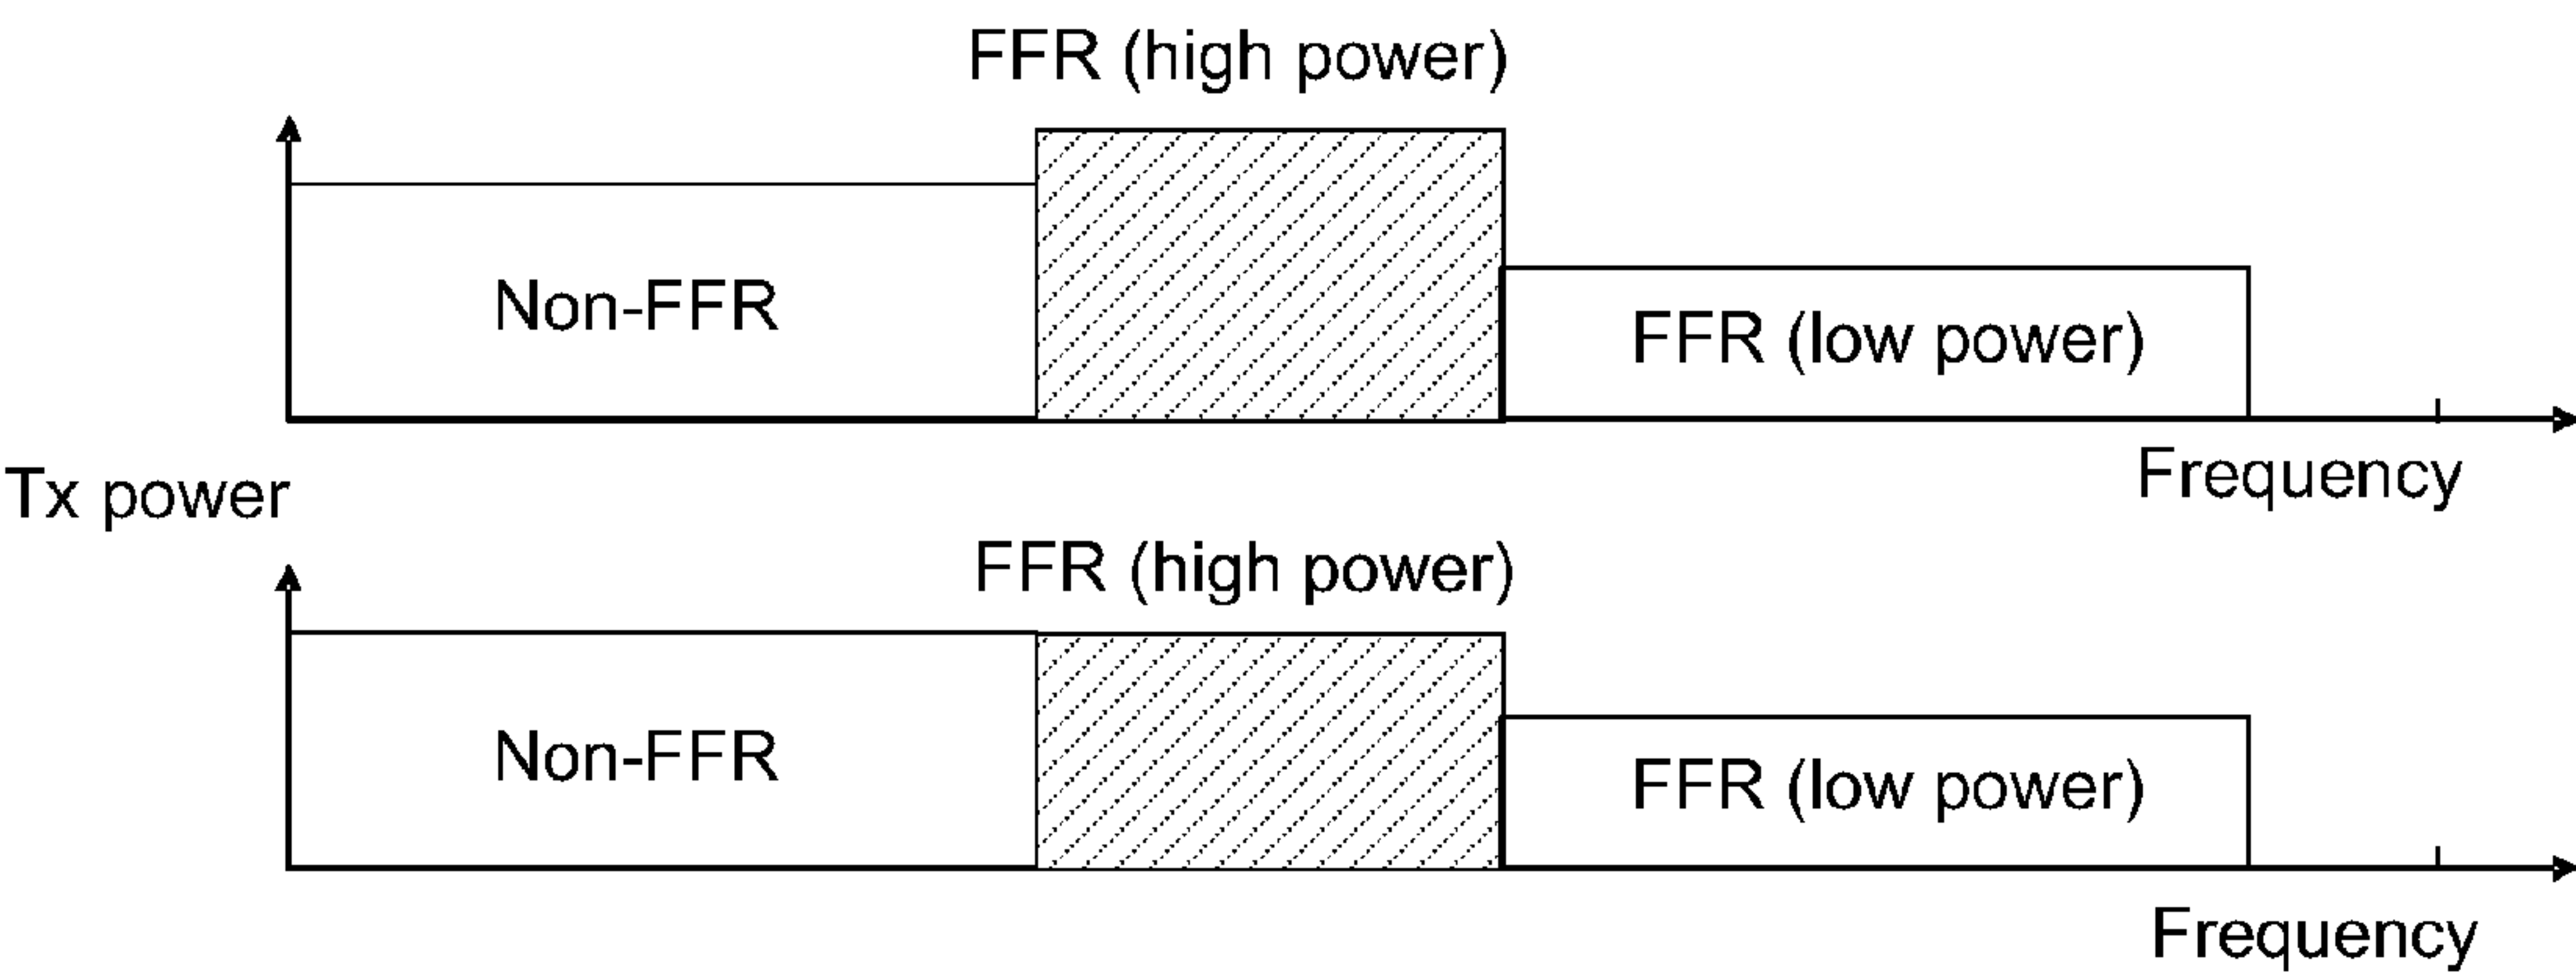 FFR (high power)
Non-FFR
FFR (low power)
Frequency
Tx power
FFR (high power)
Non-FFR
FFR (low power)
Frequency